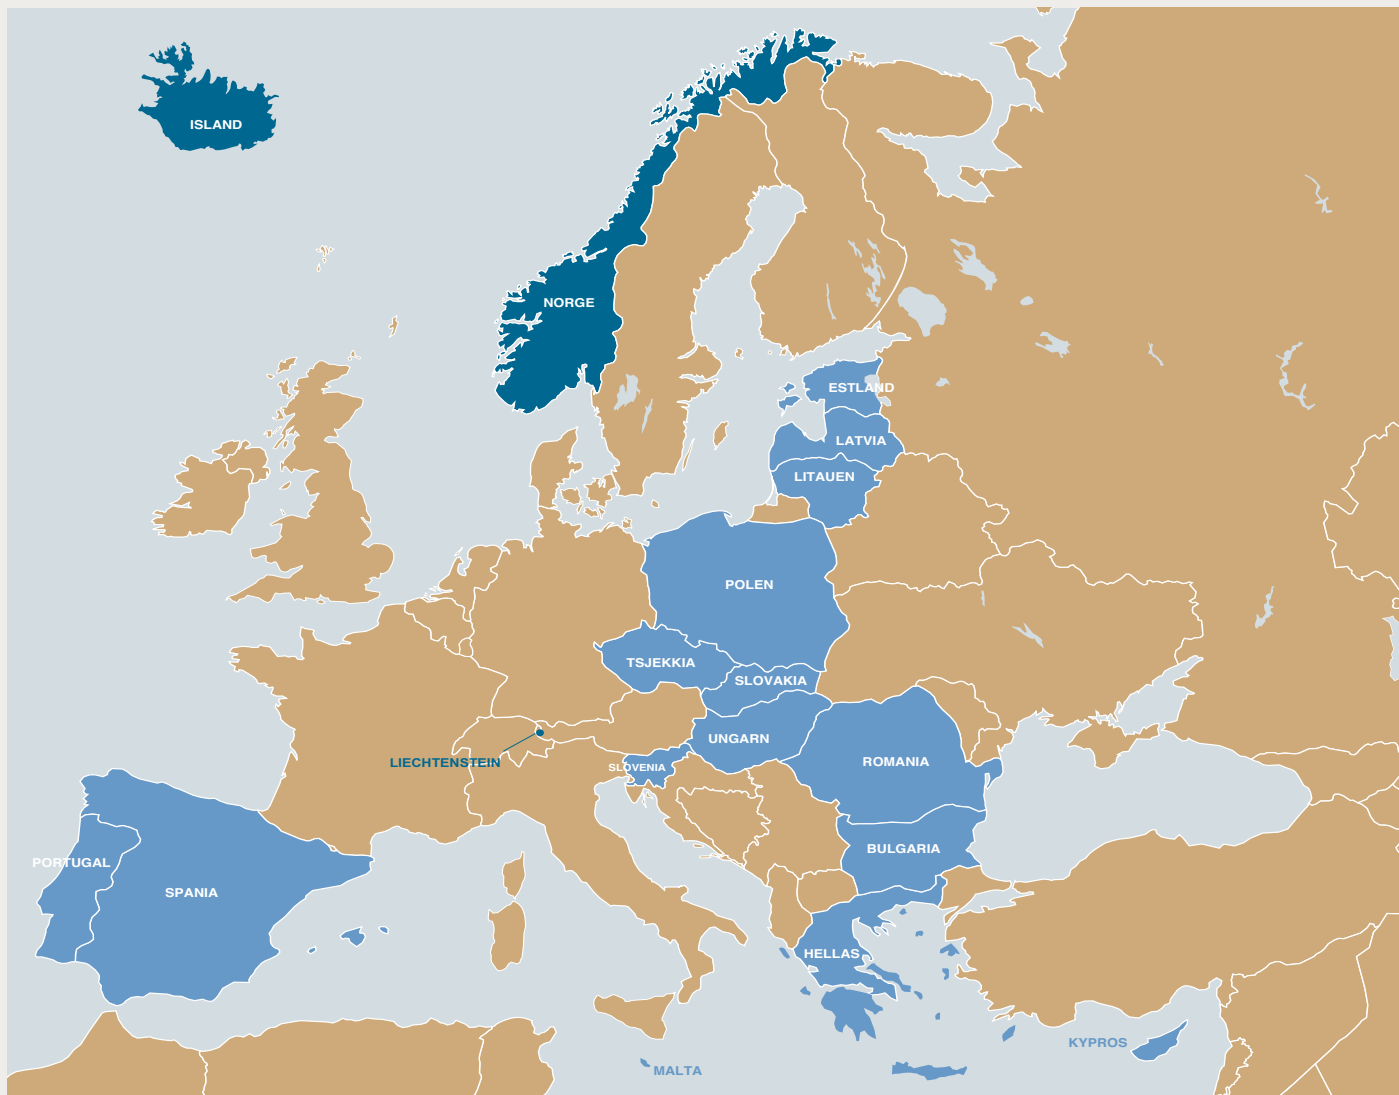 ISLAND
NORGE
ESTLAND
LATVIA
LITAUEN
POLEN
TSJEKKIA
SLOVAKIA
UNGARN
LIECHTENSTEIN
SLOVENIA
ROMANIA
BULGARIA
PORTUGAL
SPANIA
HELLAS
KYPROS
MALTA